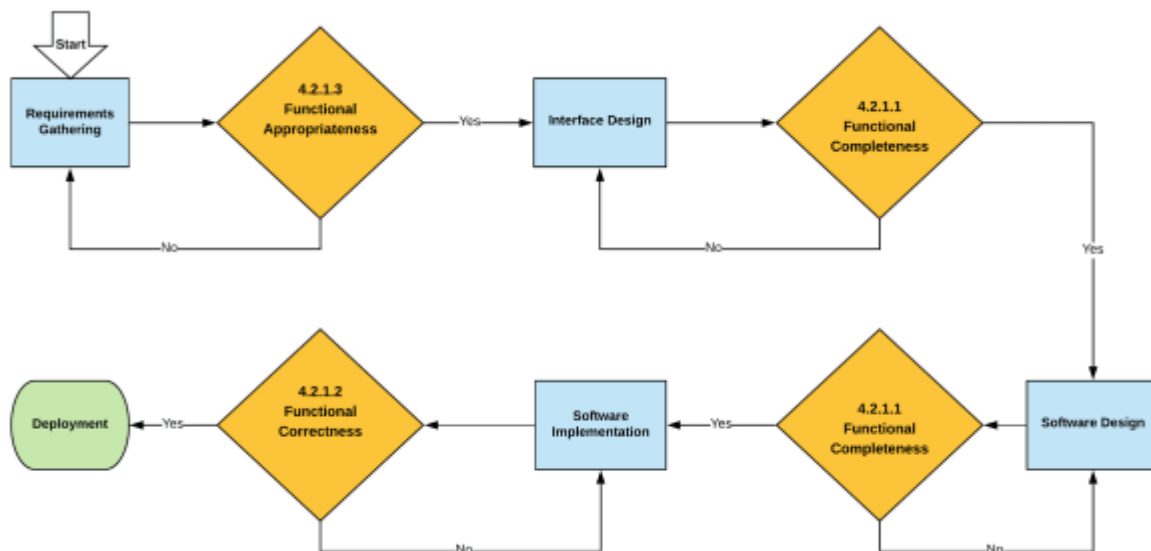 Start
Requirements
Gathering
4.2.1.3
Functional
Appropriateness
Yes
Interface Design
4.2.1.1
Functional
Completeness
No
No
Yes
Deployment
Yes
4.2.1.2
Functional
Correctness
Software
Implementation
Yes
4.2.1.1
Functional
Completeness
Software Design
No
No